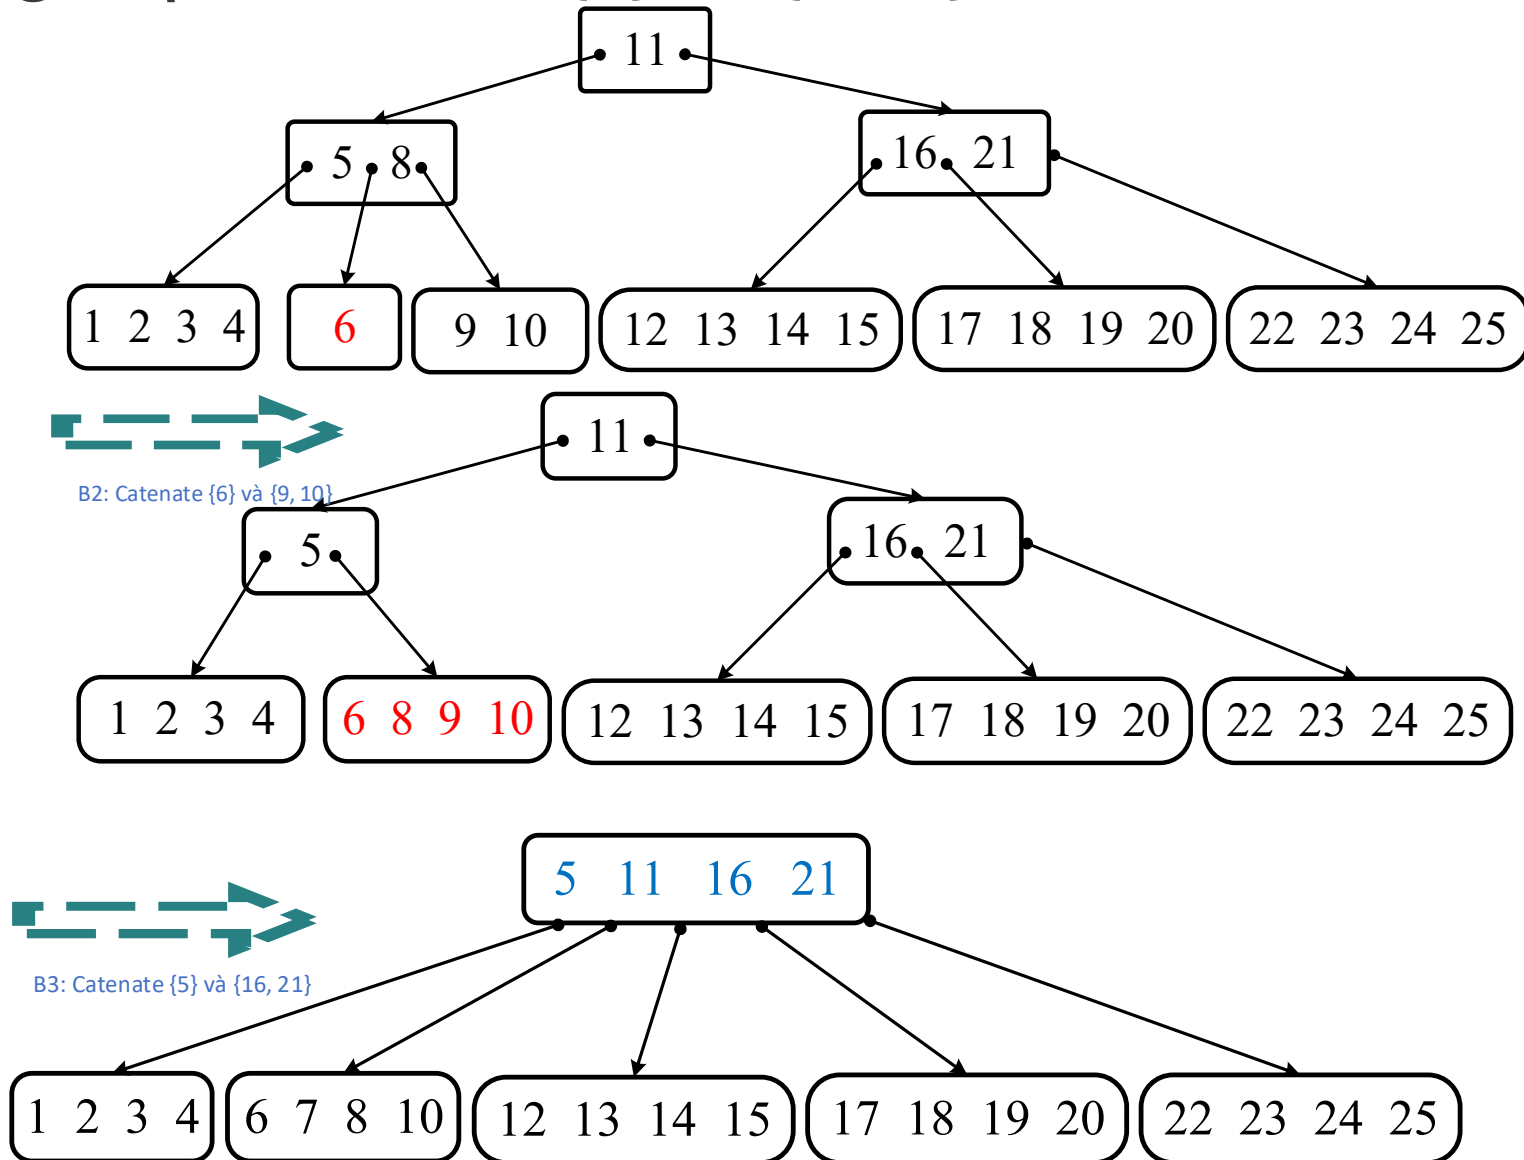 11
5 8 16 21
1 2 3 4 6 9 10 12 13 14 15 17 18 19 20 22 23 24 25
11
B2: Catenate {6} và {9, 10}
5 16 21
1 2 3 4 6 8 9 10 12 13 14 15 17 18 19 20 22 23 24 25
5 11 16 21
B3: Catenate {5} và {16, 21}
1 2 3 4 6 7 8 10 12 13 14 15 17 18 19 20 22 23 24 25